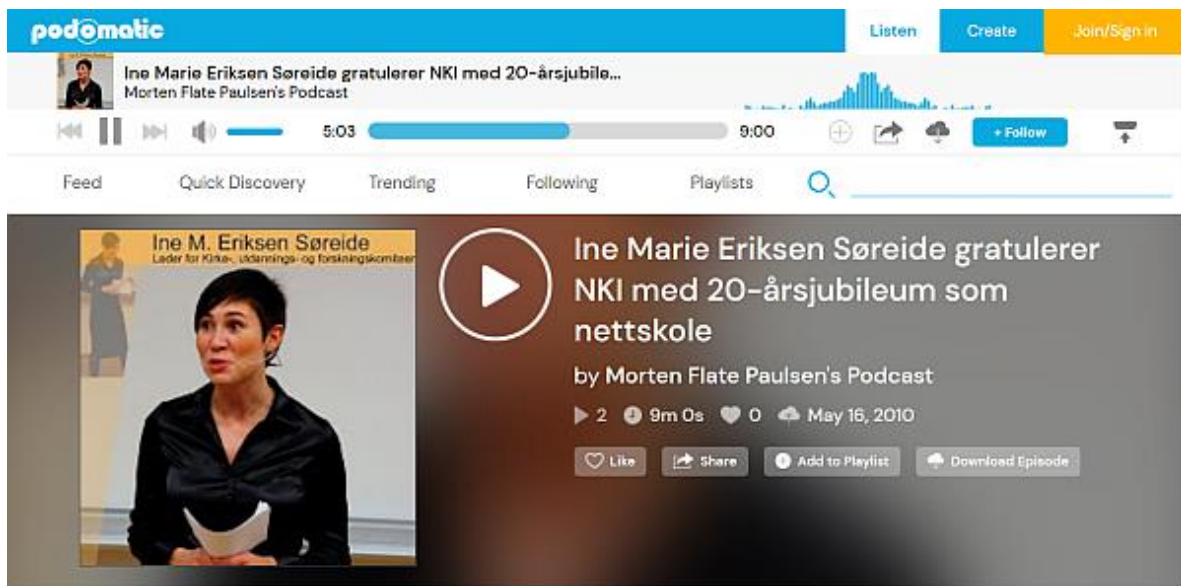 podomatic
Listen
Create
Join/Sign in
Ine Marie Eriksen Søreide gratulerer NKI med 20-årsjubile...
Morten Flate Paulsen's Podcast
5:03
9:00
+ Follow
Feed
Quick Discovery
Trending
Following
Playlists
Ine M. Eriksen Søreide
Leder for Kirke-, utdannings- og forskningskomiteen
Ine Marie Eriksen Søreide gratulerer
NKI med 20-årsjubileum som
nettskole
by Morten Flate Paulsen's Podcast
2 9m 0s 0 May 16, 2010
Like
Share
Add to Playlist
Download Episode